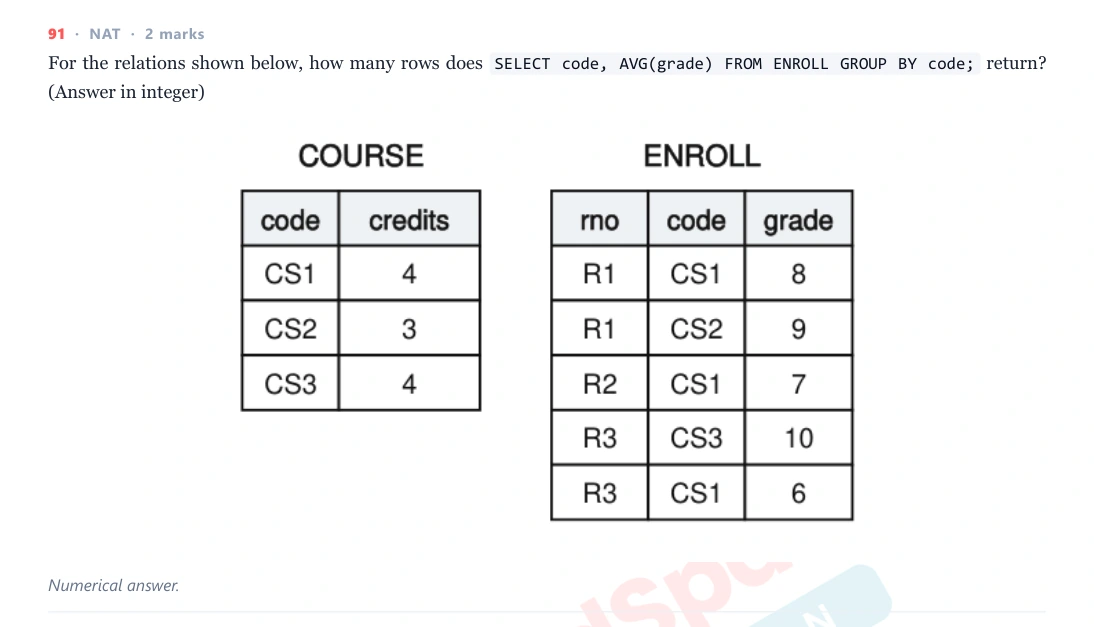 91 · NAT · 2 marks
For the relations shown below, how many rows does SELECT code, AVG(grade) FROM ENROLL GROUP BY code; return?
(Answer in integer)
COURSE
code credits
CS1 4
CS2 3
CS3 4
ENROLL
rno code grade
R1 CS1 8
R1 CS2 9
R2 CS1 7
R3 CS3 10
R3 CS1 6
Numerical answer.